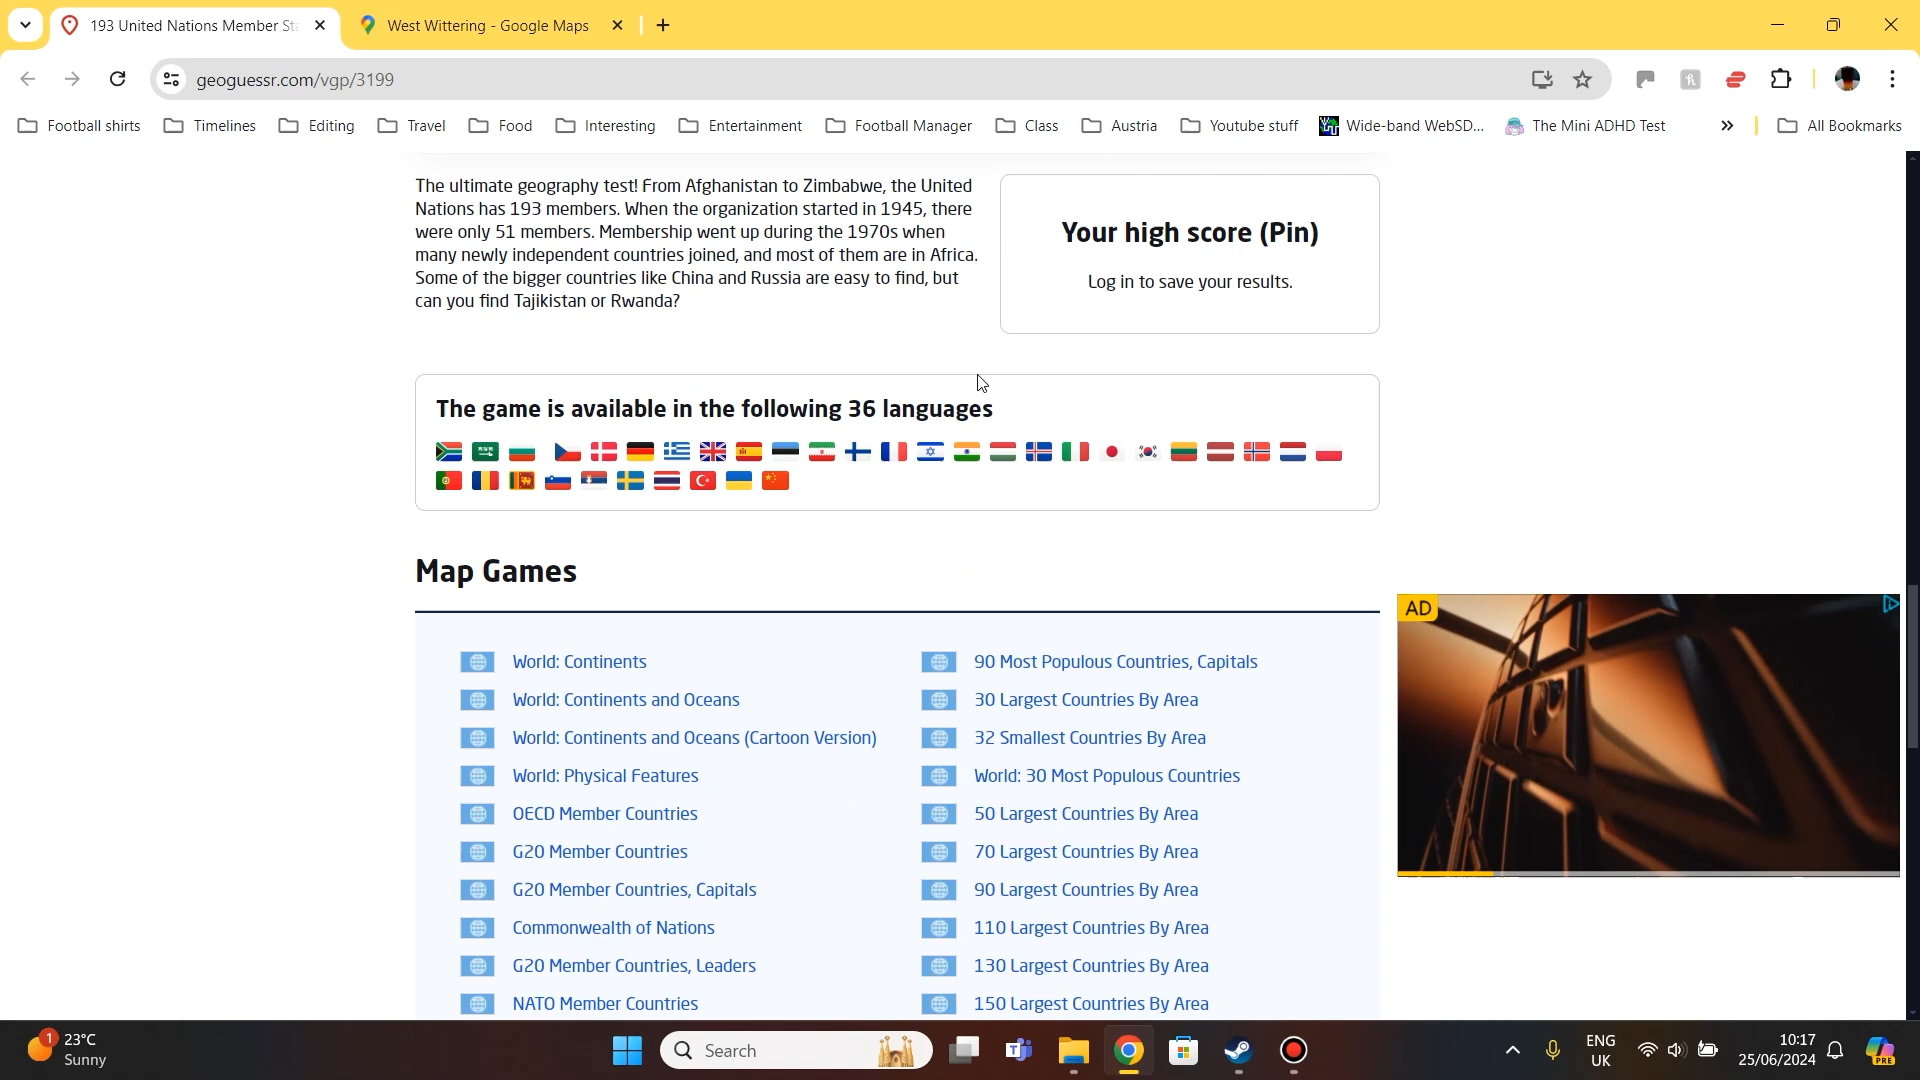 193 United Nations Member Sta
West Wittering - Google Maps
geoguessr.com/vgp/3199
Football shirts
Timelines
Editing
Travel
Food
Interesting
Entertainment
Football Manager
Class
Austria
Youtube stuff
Wide-band WebSD...
The Mini ADHD Test
All Bookmarks
The ultimate geography test! From Afghanistan to Zimbabwe, the United
Nations has 193 members. When the organization started in 1945, there
were only 51 members. Membership went up during the 1970s when
many newly independent countries joined, and most of them are in Africa.
Some of the bigger countries like China and Russia are easy to find, but
can you find Tajikistan or Rwanda?
Your high score (Pin)
Log in to save your results.
The game is available in the following 36 languages
Map Games
World: Continents
World: Continents and Oceans
World: Continents and Oceans (Cartoon Version)
World: Physical Features
OECD Member Countries
G20 Member Countries
G20 Member Countries, Capitals
Commonwealth of Nations
G20 Member Countries, Leaders
NATO Member Countries
90 Most Populous Countries, Capitals
30 Largest Countries By Area
32 Smallest Countries By Area
World: 30 Most Populous Countries
50 Largest Countries By Area
70 Largest Countries By Area
90 Largest Countries By Area
110 Largest Countries By Area
130 Largest Countries By Area
150 Largest Countries By Area
AD
1
23°C
Sunny
Search
ENG
UK
10:17
25/06/2024
PRE